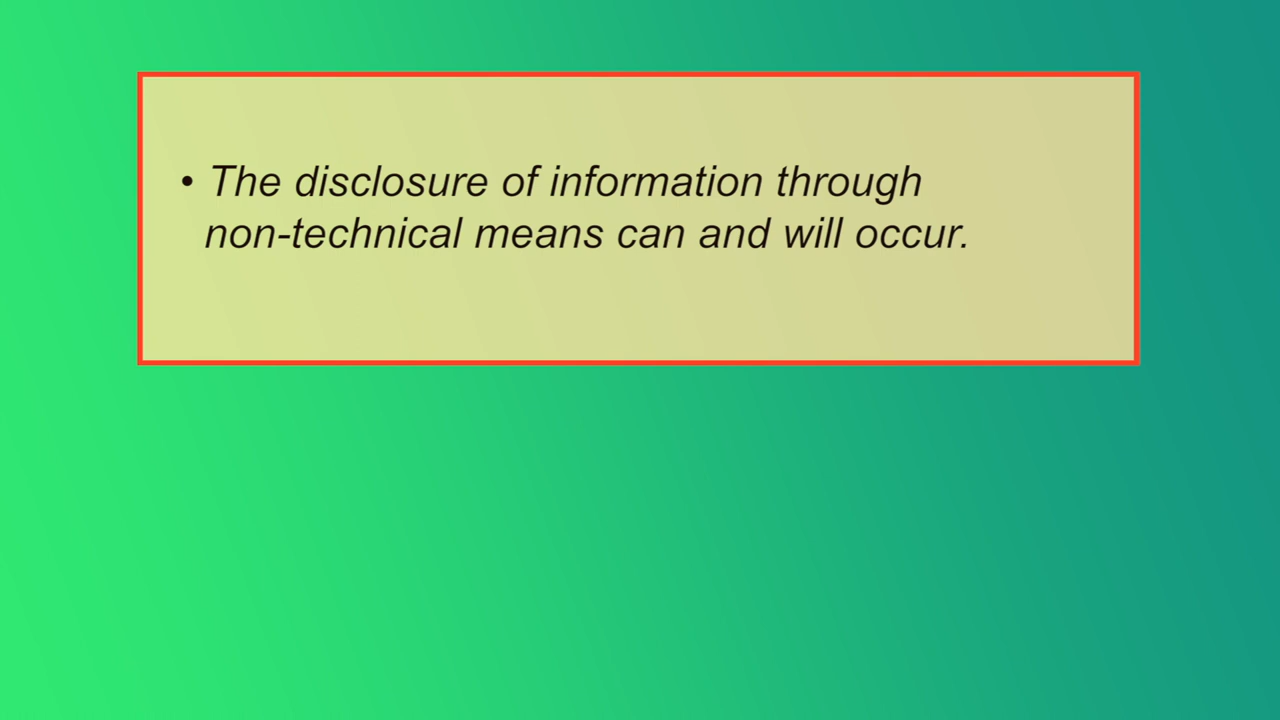 • The disclosure of information through
non-technical means can and will occur.